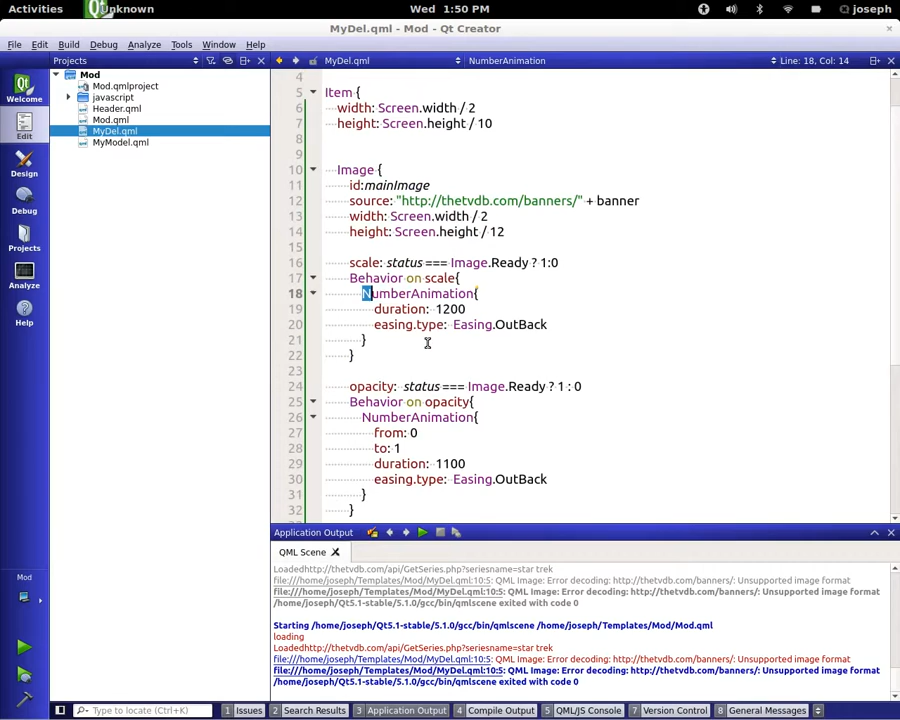 Activities
Unknown
Wed 1:50 PM
joseph
MyDel.qml - Mod - Qt Creator
File Edit Build Debug Analyze Tools Window Help
Projects
MyDel.qml
NumberAnimation
Line: 18, Col: 14
Welcome
Edit
Design
Debug
Projects
Analyze
Help
Mod
Mod.qmlproject
javascript
Header.qml
Mod.qml
MyDel.qml
MyModel.qml
4
5 Item {
6 width: Screen.width / 2
7 height: Screen.height / 10
8
9
10 Image {
11 id:mainImage
12 source: "http://thetvdb.com/banners/" + banner
13 width: Screen.width / 2
14 height: Screen.height / 12
15
16 scale: status === Image.Ready ? 1:0
17 Behavior on scale{
18 NumberAnimation{
19 duration: 1200
20 easing.type: Easing.OutBack
21 }
22 }
23
24 opacity: status === Image.Ready ? 1 : 0
25 Behavior on opacity{
26 NumberAnimation{
27 from: 0
28 to: 1
29 duration: 1100
30 easing.type: Easing.OutBack
31 }
32 }
Application Output
QML Scene
Loadedhttp://thetvdb.com/api/GetSeries.php?seriesname=star trek
file:///home/joseph/Templates/Mod/MyDel.qml:10:5: QML Image: Error decoding: http://thetvdb.com/banners/: Unsupported image format
file:///home/joseph/Templates/Mod/MyDel.qml:10:5: QML Image: Error decoding: http://thetvdb.com/banners/: Unsupported image format
/home/joseph/Qt5.1-stable/5.1.0/gcc/bin/qmlscene exited with code 0
Starting /home/joseph/Qt5.1-stable/5.1.0/gcc/bin/qmlscene /home/joseph/Templates/Mod/Mod.qml
loading
Loadedhttp://thetvdb.com/api/GetSeries.php?seriesname=star trek
file:///home/joseph/Templates/Mod/MyDel.qml:10:5: QML Image: Error decoding: http://thetvdb.com/banners/: Unsupported image format
file:///home/joseph/Templates/Mod/MyDel.qml:10:5: QML Image: Error decoding: http://thetvdb.com/banners/: Unsupported image format
/home/joseph/Qt5.1-stable/5.1.0/gcc/bin/qmlscene exited with code 0
Mod
Type to locate (Ctrl+K)
1 Issues
2 Search Results
3 Application Output
4 Compile Output
5 QML/JS Console
7 Version Control
8 General Messages